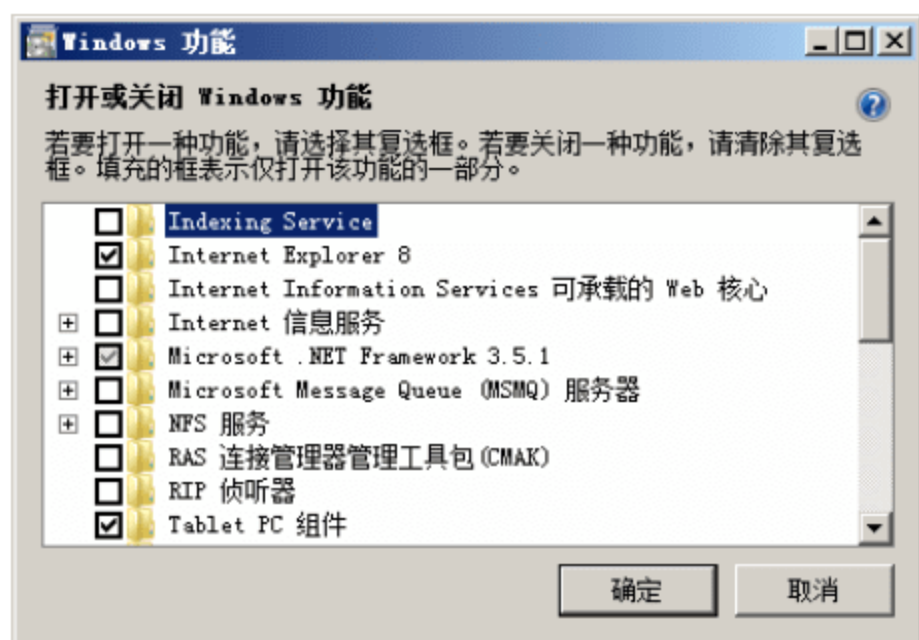 Windows 功能
打开或关闭 Windows 功能
若要打开一种功能，请选择其复选框。若要关闭一种功能，请清除其复选
框。填充的框表示仅打开该功能的一部分。
Indexing Service
Internet Explorer 8
Internet Information Services 可承载的 Web 核心
Internet 信息服务
Microsoft .NET Framework 3.5.1
Microsoft Message Queue (MSMQ) 服务器
NFS 服务
RAS 连接管理器管理工具包(CMAK)
RIP 侦听器
Tablet PC 组件
确定 取消